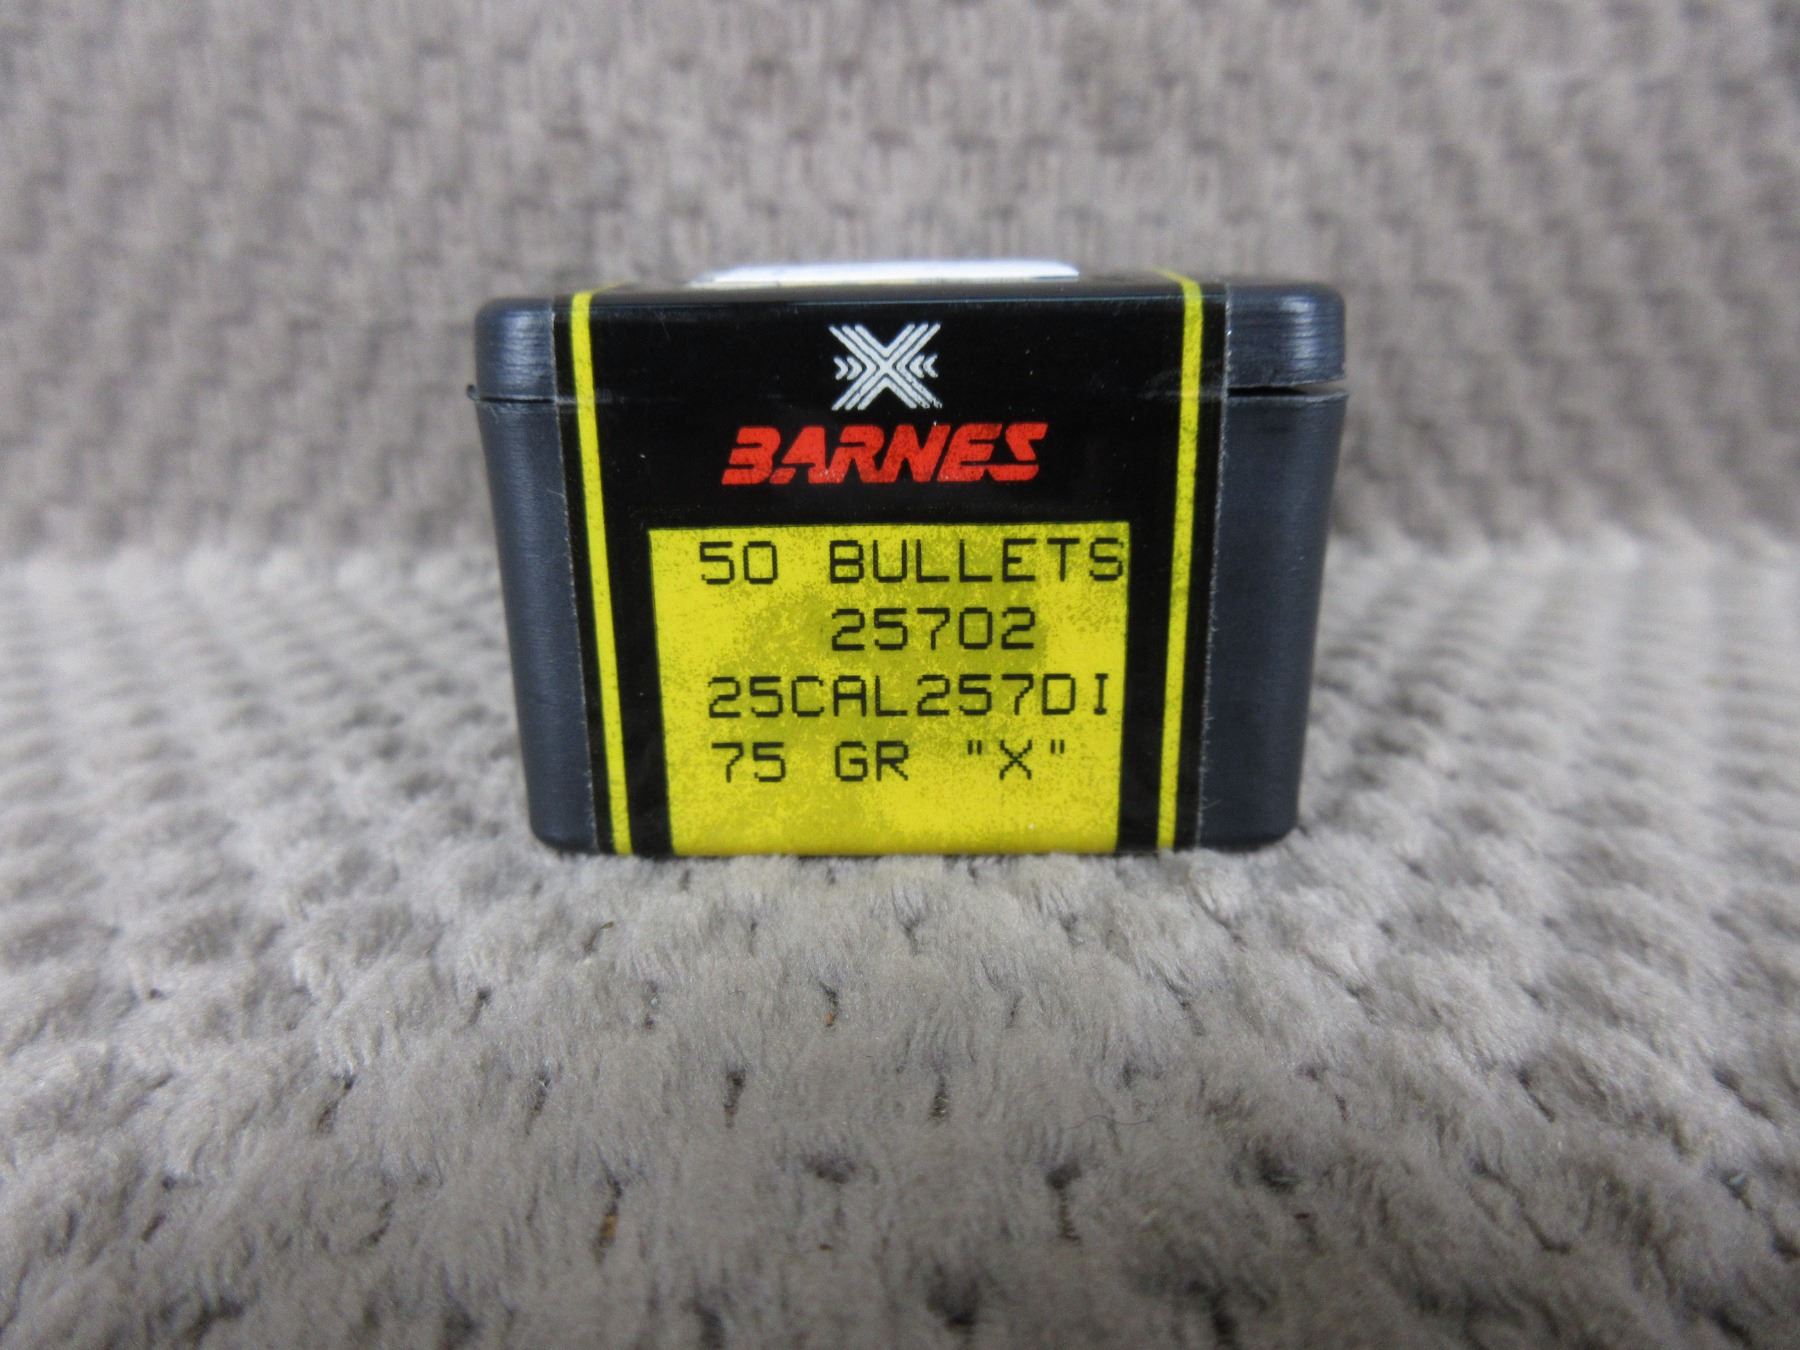 X
BARNES
50 BULLETS
25702
25CAL257DI
75 GR "X"